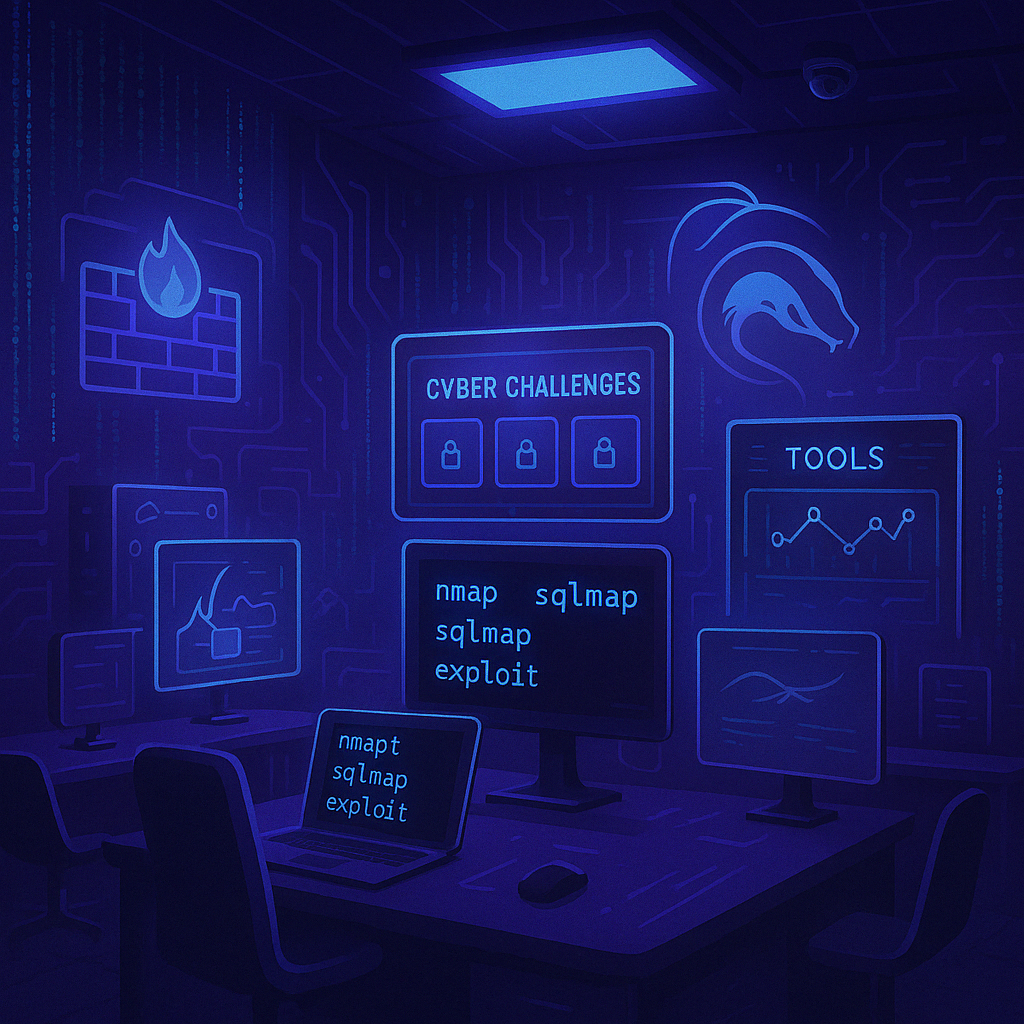 CVBER CHALLENGES
TOOLS
nmap sqlmap
sqlmap
exploit
nmapt
sqlmap
exploit